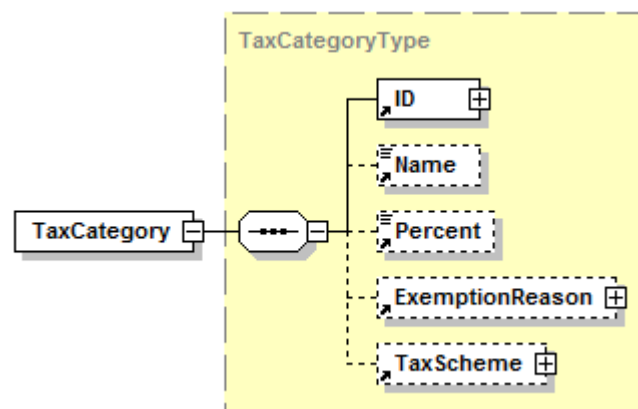 TaxCategoryType
ID
Name
TaxCategory
Percent
ExemptionReason
TaxScheme